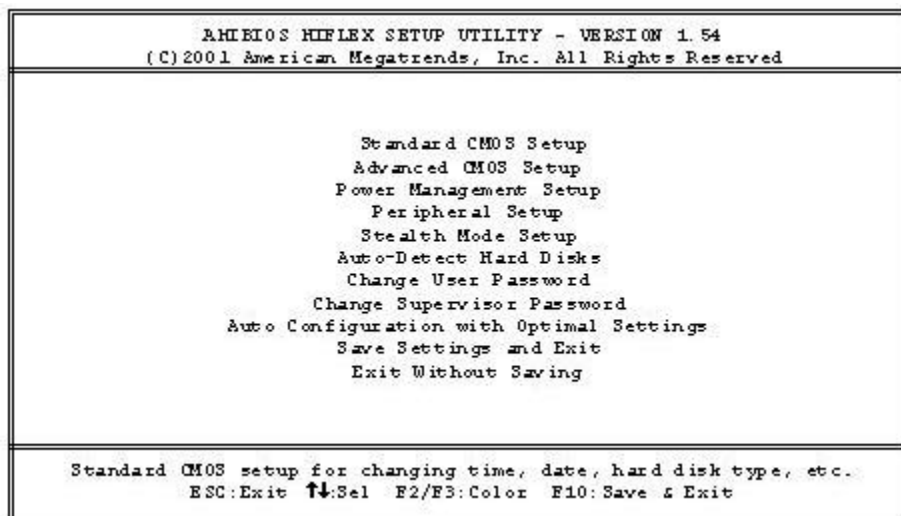 AMIBIOS HIFLEX SETUP UTILITY - VERSION 1.54
(C)2001 American Megatrends, Inc. All Rights Reserved
Standard CMOS Setup
Advanced CMOS Setup
Power Management Setup
Peripheral Setup
Stealth Mode Setup
Auto-Detect Hard Disks
Change User Password
Change Supervisor Password
Auto Configuration with Optimal Settings
Save Settings and Exit
Exit Without Saving
Standard CMOS setup for changing time, date, hard disk type, etc.
ESC:Exit ↑↓:Sel F2/F3:Color F10:Save & Exit